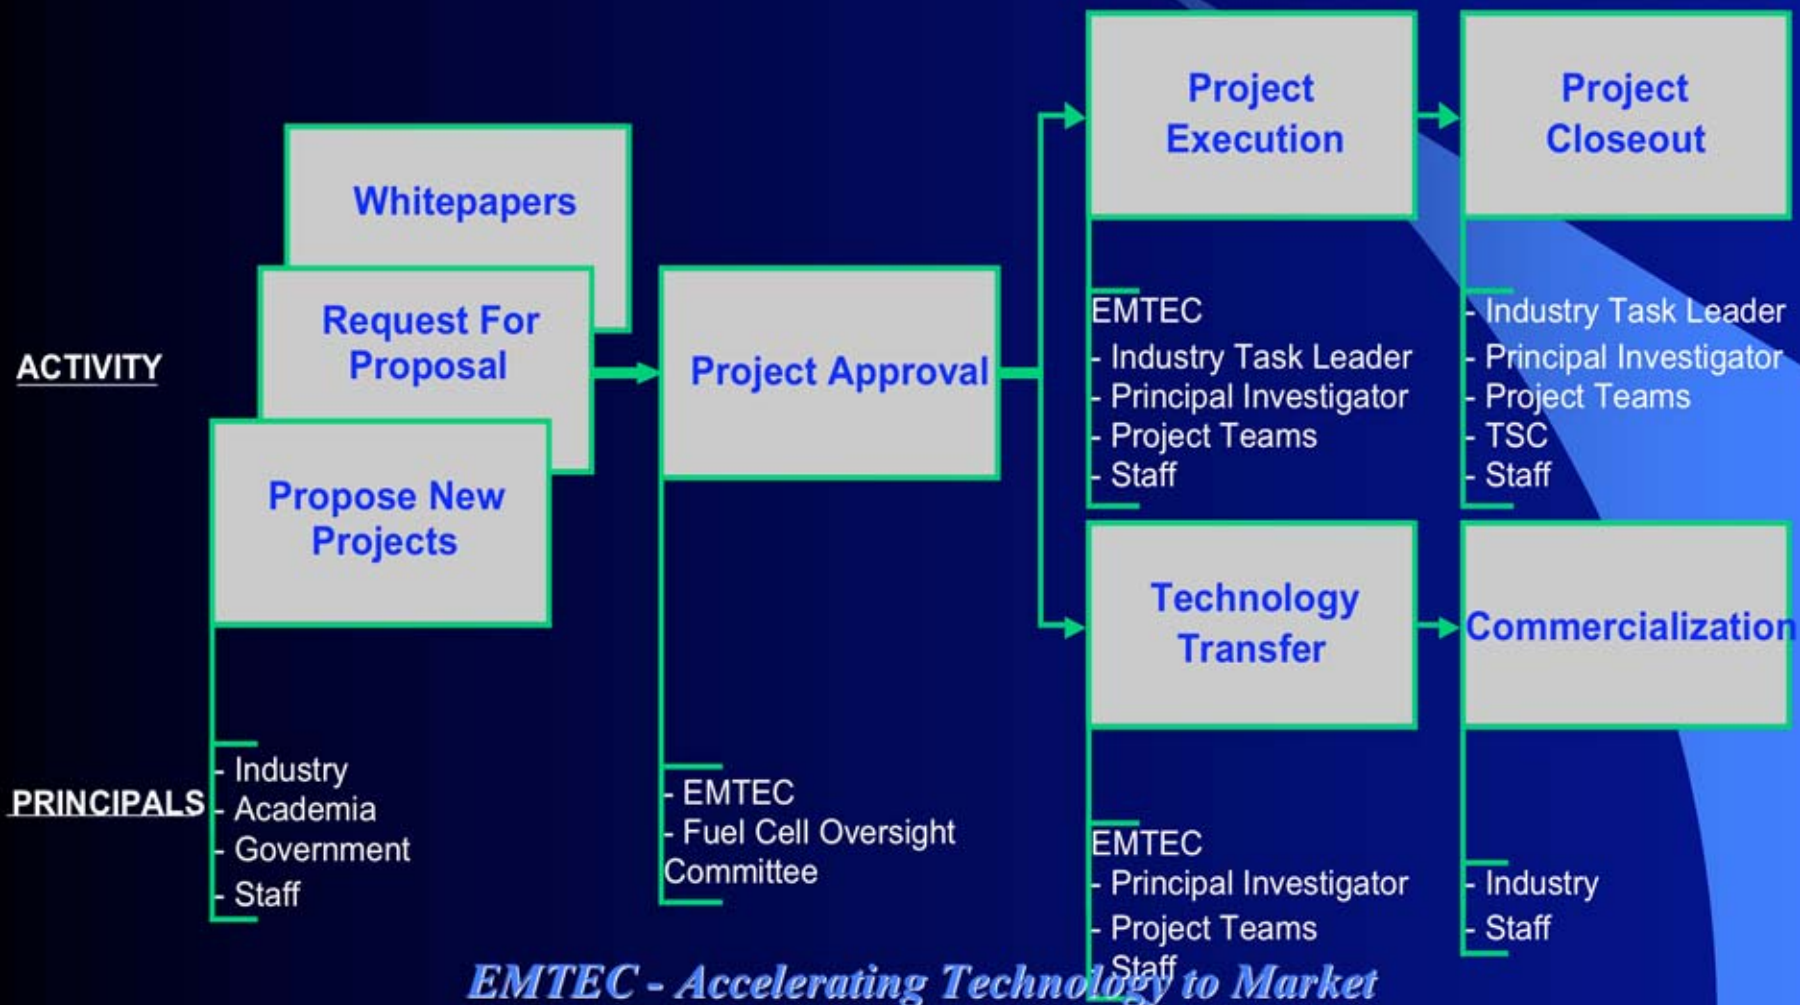 Project
Execution
Project
Closeout
Whitepapers
Request For
Proposal
ACTIVITY
Project Approval
Propose New
Projects
EMTEC
- Industry Task Leader
- Principal Investigator
- Project Teams
- Staff
- Industry Task Leader
- Principal Investigator
- Project Teams
- TSC
- Staff
Technology
Transfer
Commercialization
PRINCIPALS
- Industry
- Academia
- Government
- Staff
- EMTEC
- Fuel Cell Oversight
Committee
EMTEC
- Principal Investigator
- Project Teams
- Staff
- Industry
- Staff
EMTEC - Accelerating Technology to Market